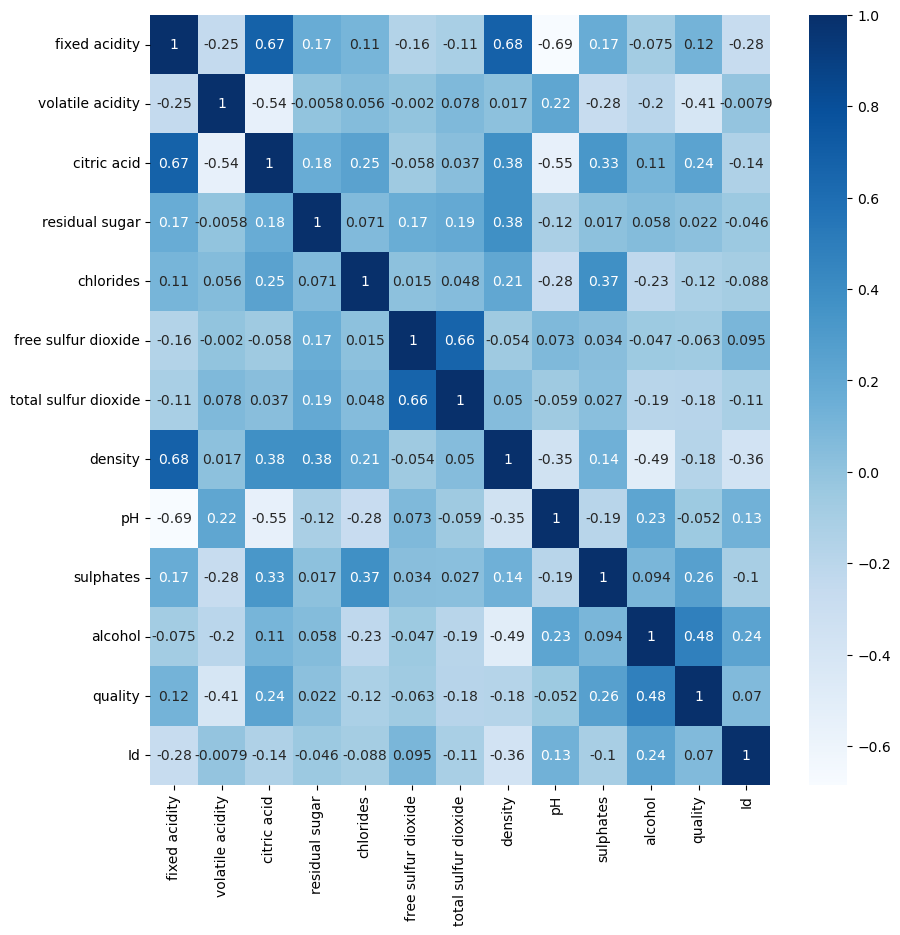 fixed acidity 1 -0.25 0.67 0.17 0.11 -0.16 -0.11 0.68 -0.69 0.17 -0.075 0.12 -0.28
volatile acidity -0.25 1 -0.54 -0.0058 0.056 -0.002 0.078 0.017 0.22 -0.28 -0.2 -0.41 -0.0079
citric acid 0.67 -0.54 1 0.18 0.25 -0.058 0.037 0.38 -0.55 0.33 0.11 0.24 -0.14
residual sugar 0.17 -0.0058 0.18 1 0.071 0.17 0.19 0.38 -0.12 0.017 0.058 0.022 -0.046
chlorides 0.11 0.056 0.25 0.071 1 0.015 0.048 0.21 -0.28 0.37 -0.23 -0.12 -0.088
free sulfur dioxide -0.16 -0.002 -0.058 0.17 0.015 1 0.66 -0.054 0.073 0.034 -0.047 -0.063 0.095
total sulfur dioxide -0.11 0.078 0.037 0.19 0.048 0.66 1 0.05 -0.059 0.027 -0.19 -0.18 -0.11
density 0.68 0.017 0.38 0.38 0.21 -0.054 0.05 1 -0.35 0.14 -0.49 -0.18 -0.36
pH -0.69 0.22 -0.55 -0.12 -0.28 0.073 -0.059 -0.35 1 -0.19 0.23 -0.052 0.13
sulphates 0.17 -0.28 0.33 0.017 0.37 0.034 0.027 0.14 -0.19 1 0.094 0.26 -0.1
alcohol -0.075 -0.2 0.11 0.058 -0.23 -0.047 -0.19 -0.49 0.23 0.094 1 0.48 0.24
quality 0.12 -0.41 0.24 0.022 -0.12 -0.063 -0.18 -0.18 -0.052 0.26 0.48 1 0.07
Id -0.28 -0.0079 -0.14 -0.046 -0.088 0.095 -0.11 -0.36 0.13 -0.1 0.24 0.07 1
fixed acidity
volatile acidity
citric acid
residual sugar
chlorides
free sulfur dioxide
total sulfur dioxide
density
pH
sulphates
alcohol
quality
Id
1.0
0.8
0.6
0.4
0.2
0.0
−0.2
−0.4
−0.6